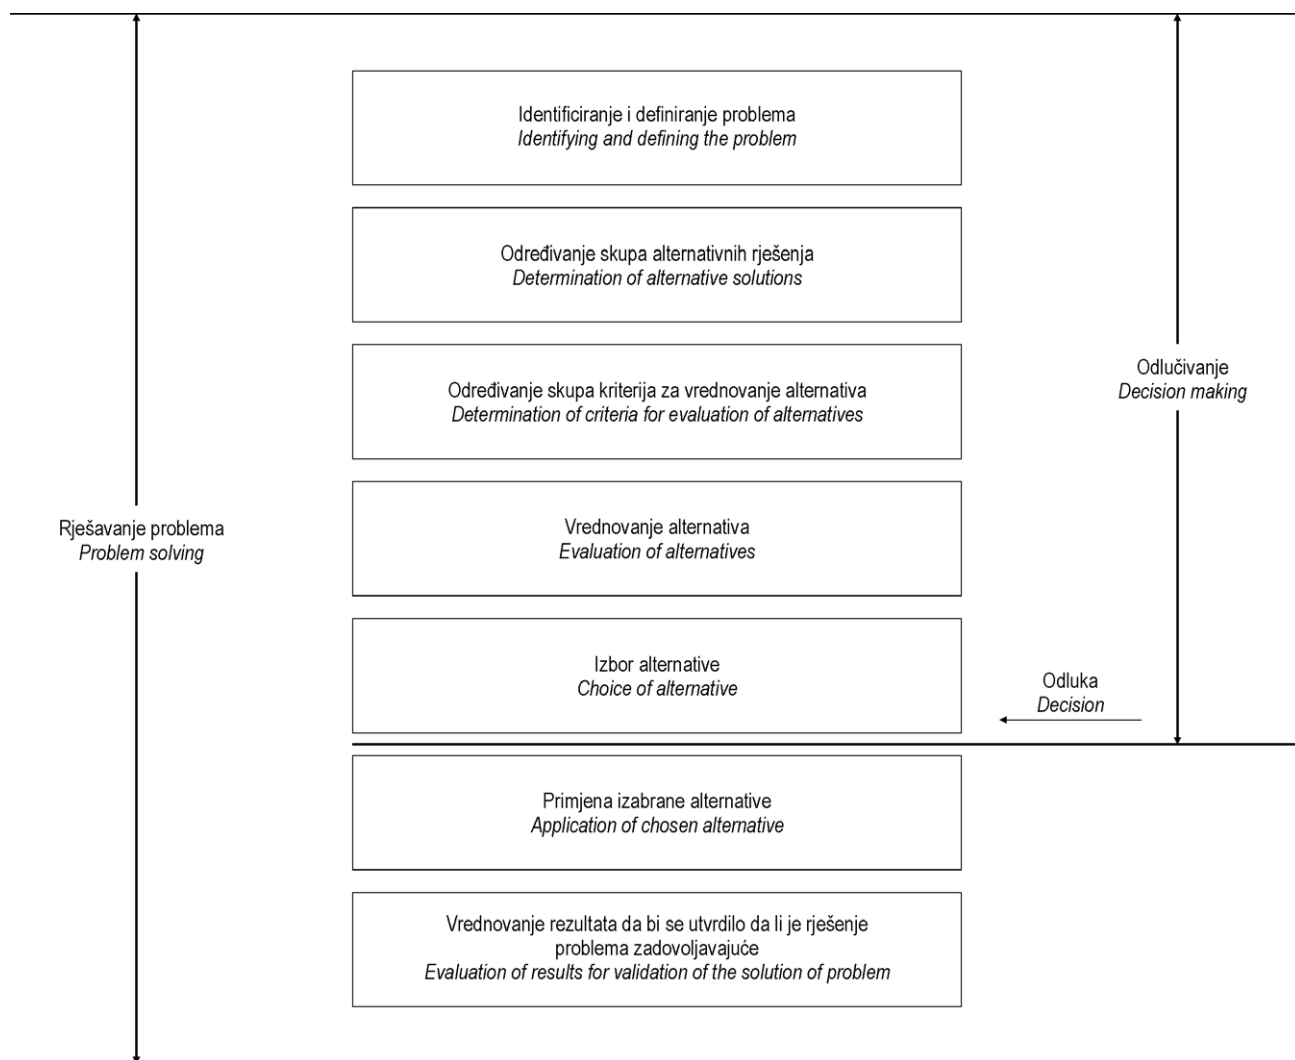 Identificiranje i definiranje problema
Identifying and defining the problem
Određivanje skupa alternativnih rješenja
Determination of alternative solutions
Određivanje skupa kriterija za vrednovanje alternativa
Determination of criteria for evaluation of alternatives
Odlučivanje
Decision making
Rješavanje problema
Problem solving
Vrednovanje alternativa
Evaluation of alternatives
Izbor alternative
Choice of alternative
Odluka
Decision
Primjena izabrane alternative
Application of chosen alternative
Vrednovanje rezultata da bi se utvrdilo da li je rješenje
problema zadovoljavajuće
Evaluation of results for validation of the solution of problem